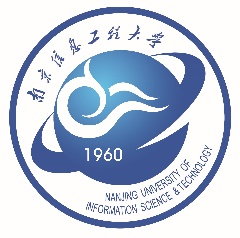 南京信息工程大学
1960
NANJING UNIVERSITY OF
INFORMATION SCIENCE & TECHNOLOGY